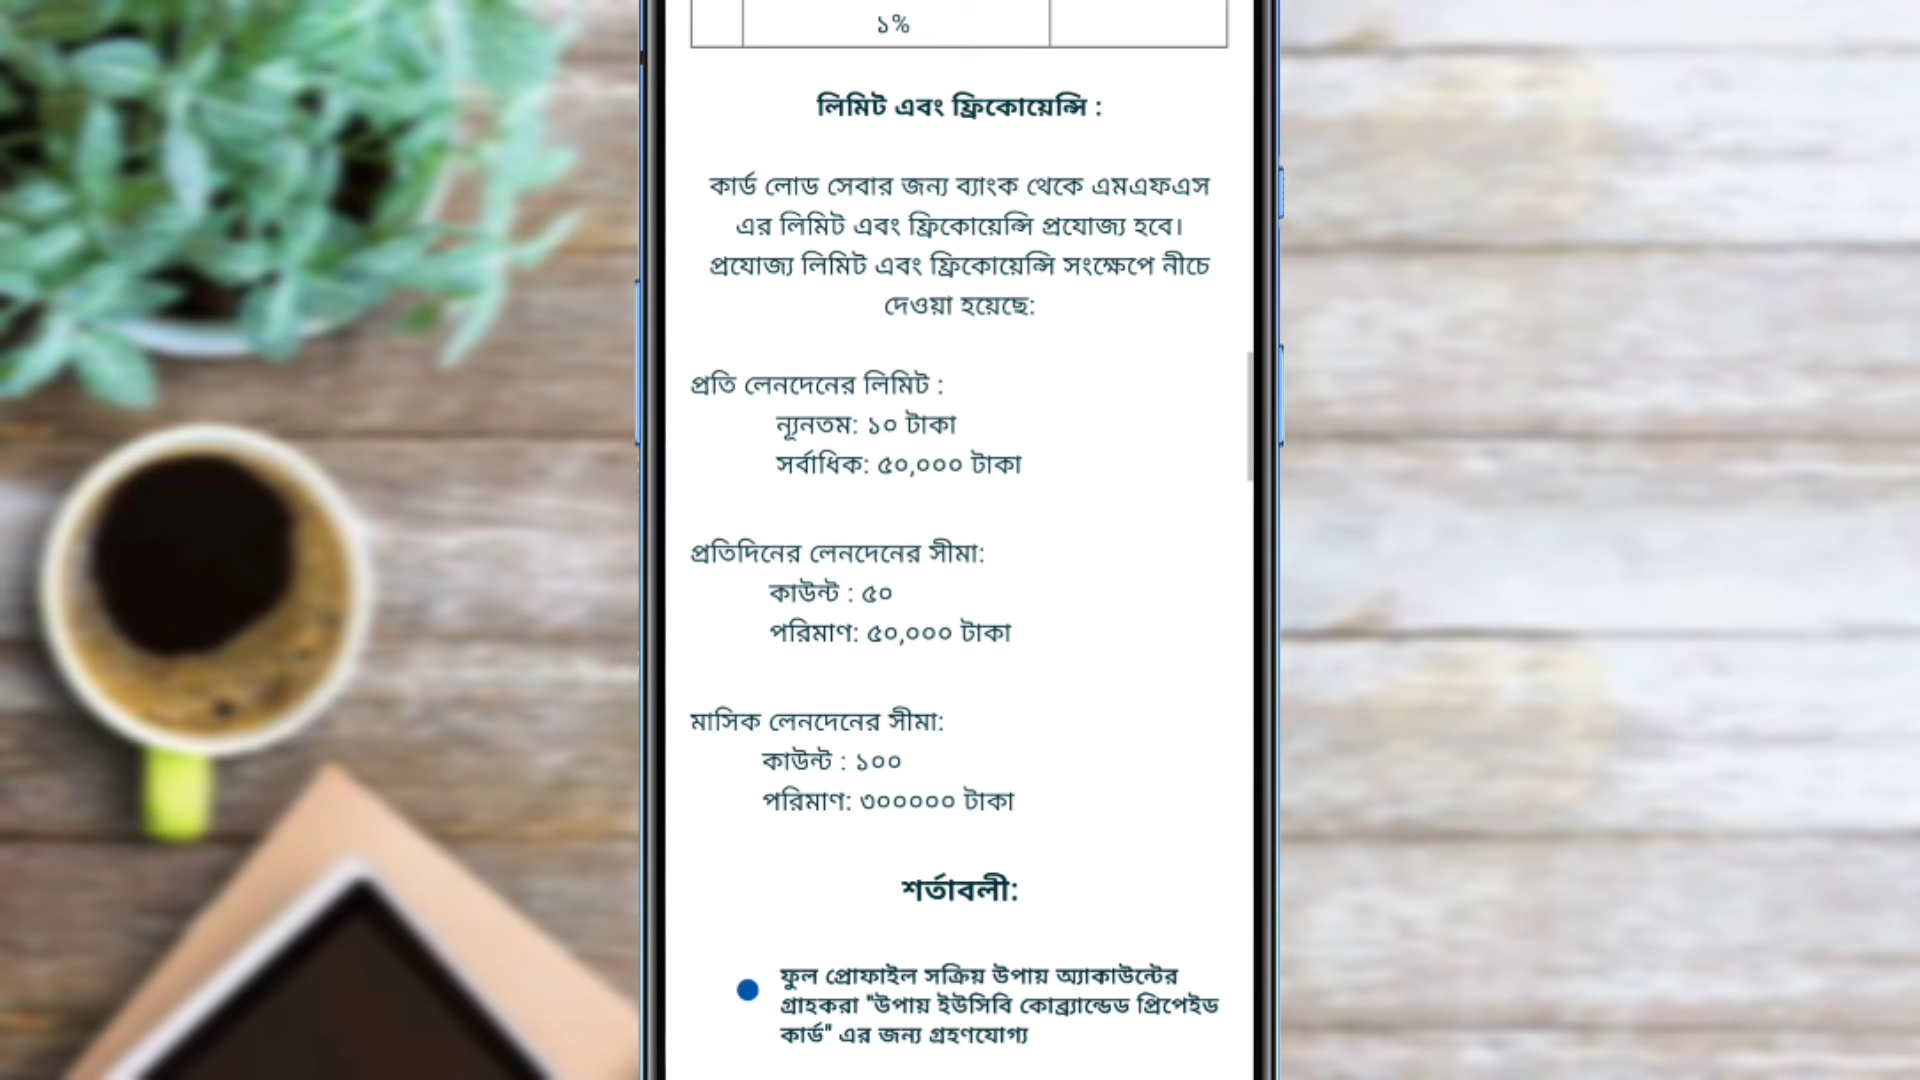 ১%
লিমিট এবং ফ্রিকোয়েন্সি :
কার্ড লোড সেবার জন্য ব্যাংক থেকে এমএফএস
এর লিমিট এবং ফ্রিকোয়েন্সি প্রযোজ্য হবে।
প্রযোজ্য লিমিট এবং ফ্রিকোয়েন্সি সংক্ষেপে নীচে
দেওয়া হয়েছে:
প্রতি লেনদেনের লিমিট :
ন্যূনতম: ১০ টাকা
সর্বাধিক: ৫০,০০০ টাকা
প্রতিদিনের লেনদেনের সীমা:
কাউন্ট : ৫০
পরিমাণ: ৫০,০০০ টাকা
মাসিক লেনদেনের সীমা:
কাউন্ট : ১০০
পরিমাণ: ৩০০০০০ টাকা
শর্তাবলী:
ফুল প্রোফাইল সক্রিয় উপায় অ্যাকাউন্টের
গ্রাহকরা "উপায় ইউসিবি কোব্র্যান্ডেড প্রিপেইড
কার্ড" এর জন্য গ্রহণযোগ্য